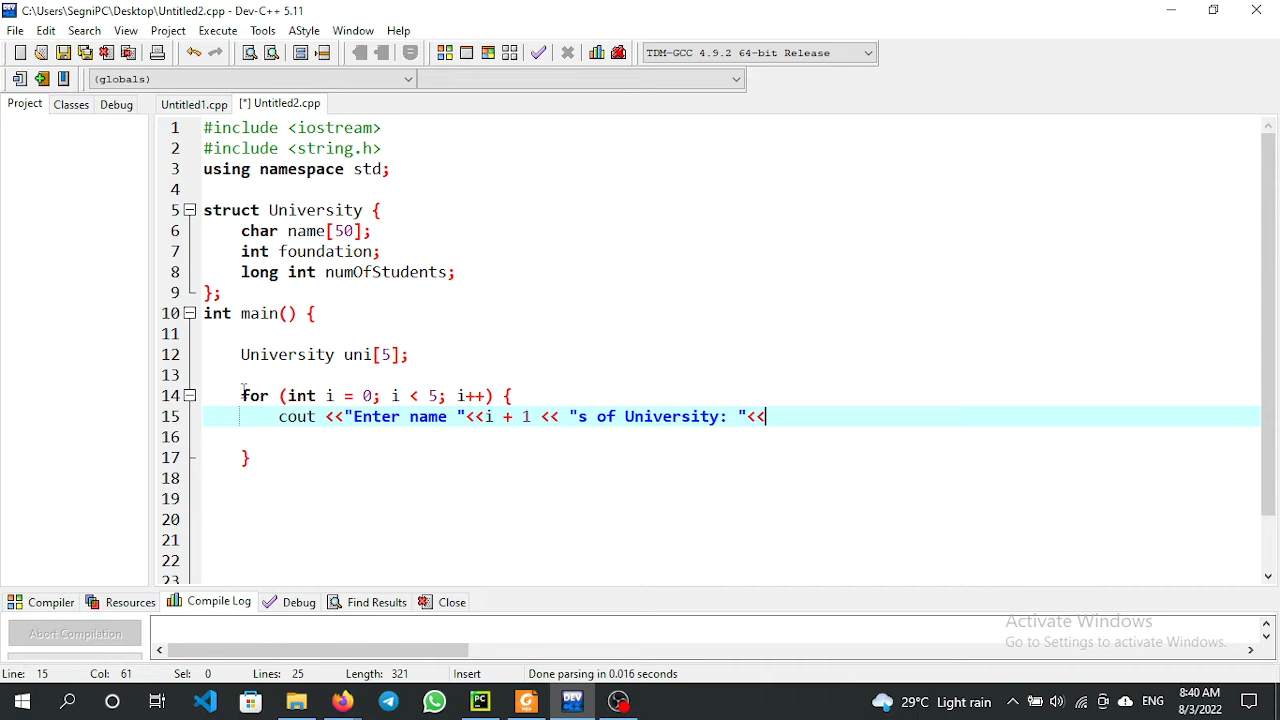 C:\Users\SegniPC\Desktop\Untitled2.cpp - Dev-C++ 5.11
File Edit Search View Project Execute Tools AStyle Window Help
TDM-GCC 4.9.2 64-bit Release
(globals)
Project Classes Debug Untitled1.cpp [*] Untitled2.cpp
1 #include <iostream>
2 #include <string.h>
3 using namespace std;
4
5 struct University {
6 char name[50];
7 int foundation;
8 long int numOfStudents;
9 };
10 int main() {
11
12 University uni[5];
13
14 for (int i = 0; i < 5; i++) {
15 cout <<"Enter name "<<i + 1 << "s of University: "<<
16
17 }
18
19
20
21
22
23
Compiler Resources Compile Log Debug Find Results Close
Abort Compilation
Activate Windows
Go to Settings to activate Windows.
Line: 15 Col: 61 Sel: 0 Lines: 25 Length: 321 Insert Done parsing in 0.016 seconds
29°C Light rain ENG 8:40 AM
8/3/2022